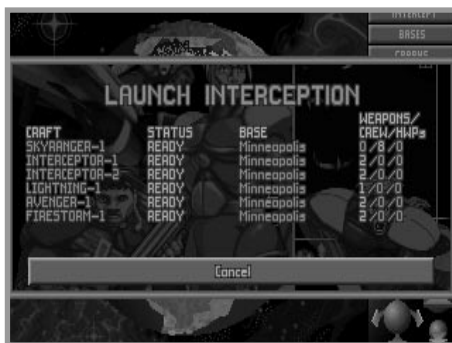 INTERCEPT
BASES
GRAPHS
LAUNCH INTERCEPTION
WEAPONS/
CRAFT STATUS BASE CREW/HWPs
SKYRANGER-1 READY Minneapolis 0/8/0
INTERCEPTOR-1 READY Minneapolis 2/0/0
INTERCEPTOR-2 READY Minneapolis 2/0/0
LIGHTNING-1 READY Minneapolis 1/0/0
AVENGER-1 READY Minneapolis 2/0/0
FIRESTORM-1 READY Minneapolis 2/0/0
Cancel